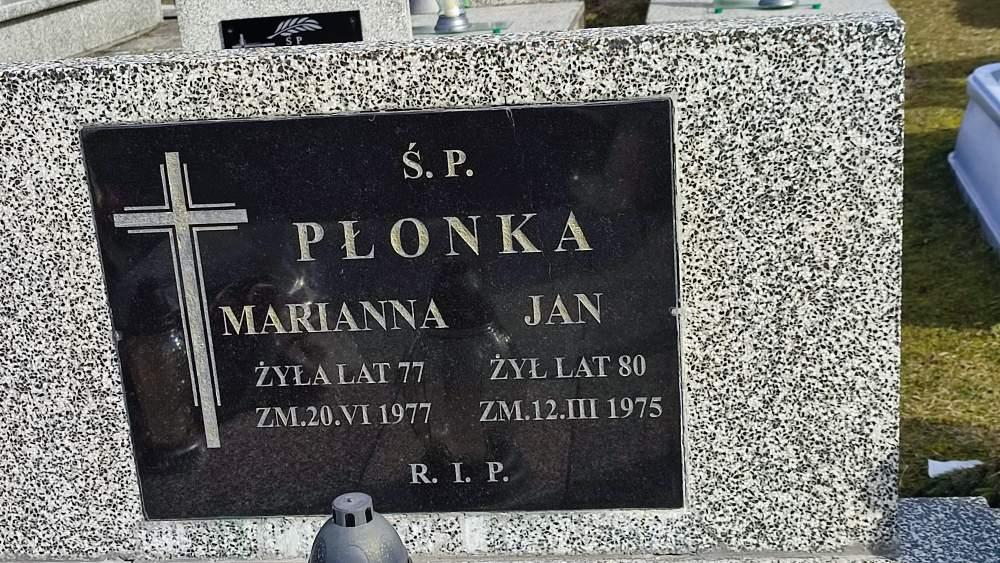 Ś P
Ś. P.
PŁONKA
MARIANNA JAN
ŻYŁA LAT 77 ŻYŁ LAT 80
ZM.20.VI 1977 ZM.12.III 1975
R. I. P.